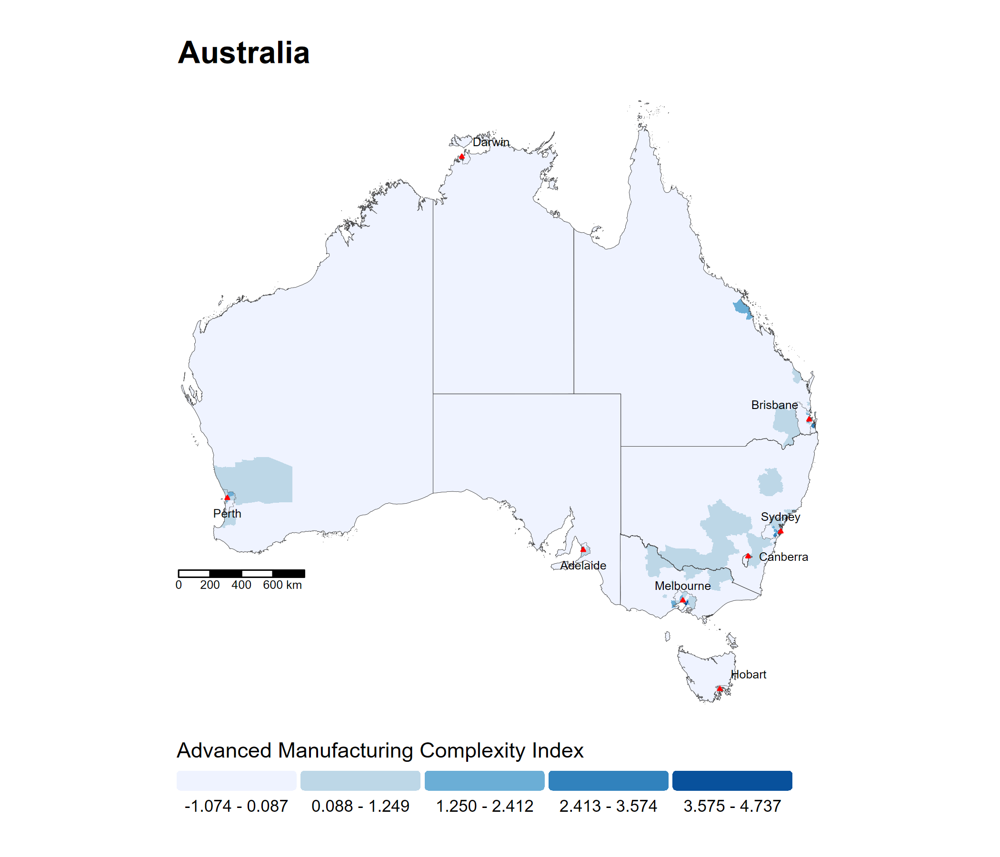 Australia
Darwin
Brisbane
Perth
Sydney
Canberra
Adelaide
Melbourne
0 200 400 600 km
Hobart
Advanced Manufacturing Complexity Index
-1.074 - 0.087 0.088 - 1.249 1.250 - 2.412 2.413 - 3.574 3.575 - 4.737